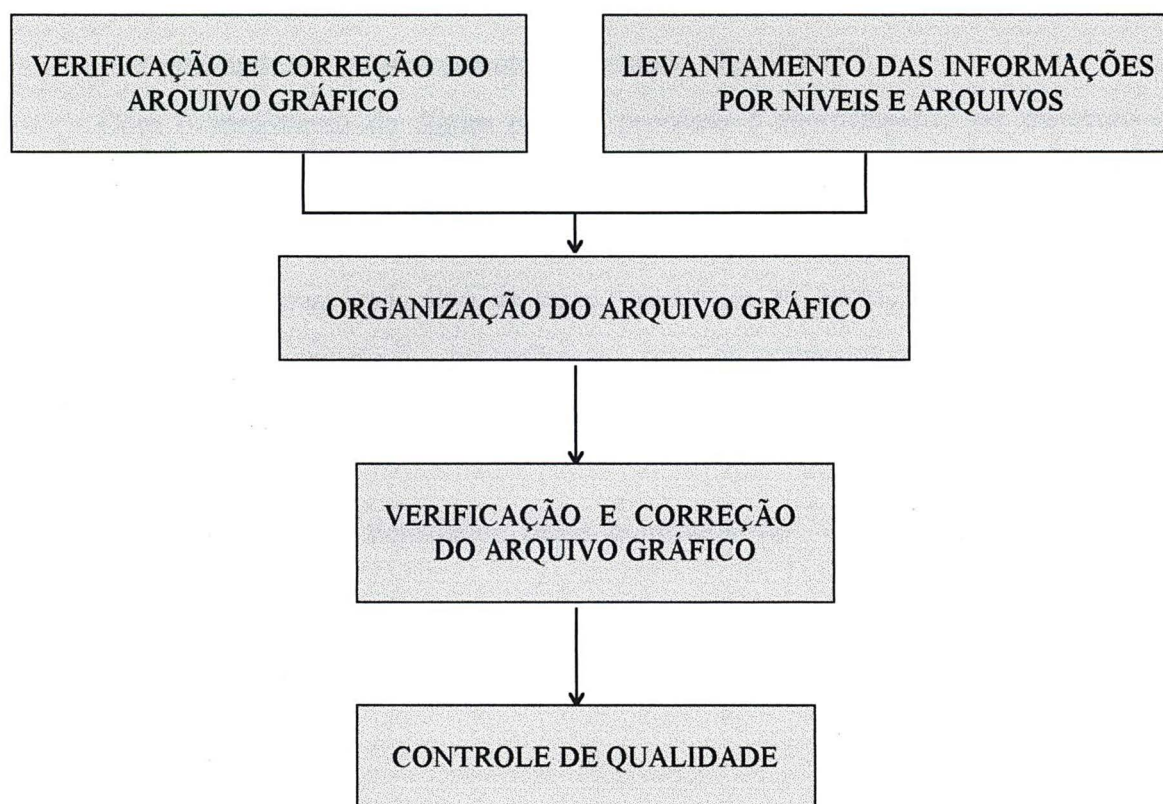 VERIFICAÇÃO E CORREÇÃO DO
ARQUIVO GRÁFICO
LEVANTAMENTO DAS INFORMAÇÕES
POR NÍVEIS E ARQUIVOS
ORGANIZAÇÃO DO ARQUIVO GRÁFICO
VERIFICAÇÃO E CORREÇÃO
DO ARQUIVO GRÁFICO
CONTROLE DE QUALIDADE